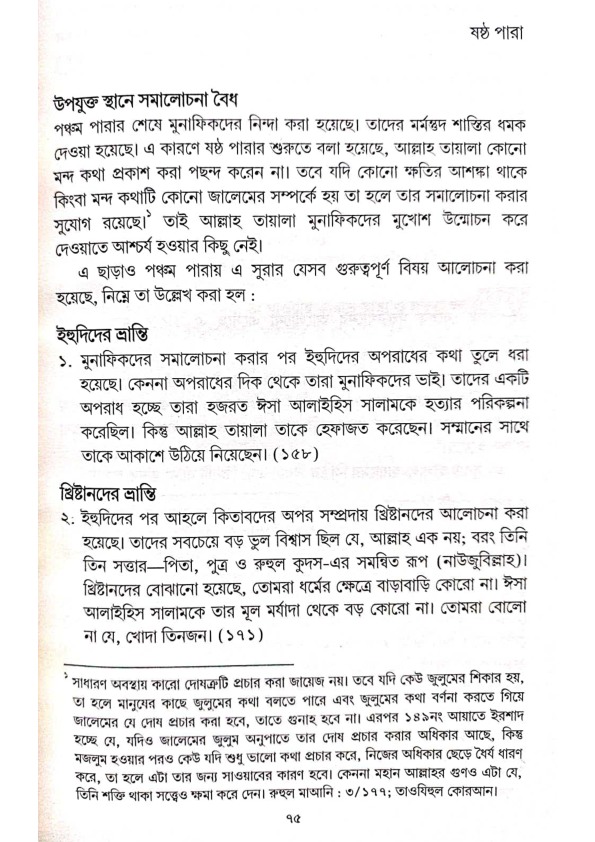 ষষ্ঠ পারা
উপযুক্ত স্থানে সমালোচনা বৈধ
পঞ্চম পারার শেষে মুনাফিকদের নিন্দা করা হয়েছে। তাদের মর্মন্তুদ শাস্তির ধমক
দেওয়া হয়েছে। এ কারণে ষষ্ঠ পারার শুরুতে বলা হয়েছে, আল্লাহ তায়ালা কোনো
মন্দ কথা প্রকাশ করা পছন্দ করেন না। তবে যদি কোনো ক্ষতির আশঙ্কা থাকে
কিংবা মন্দ কথাটি কোনো জালেমের সম্পর্কে হয় তা হলে তার সমালোচনা করার
সুযোগ রয়েছে।১ তাই আল্লাহ তায়ালা মুনাফিকদের মুখোশ উন্মোচন করে
দেওয়াতে আশ্চর্য হওয়ার কিছু নেই।
এ ছাড়াও পঞ্চম পারায় এ সুরার যেসব গুরুত্বপূর্ণ বিষয় আলোচনা করা
হয়েছে, নিম্নে তা উল্লেখ করা হল :
ইহুদিদের ভ্রান্তি
১. মুনাফিকদের সমালোচনা করার পর ইহুদিদের অপরাধের কথা তুলে ধরা
হয়েছে। কেননা অপরাধের দিক থেকে তারা মুনাফিকদের ভাই। তাদের একটি
অপরাধ হচ্ছে তারা হজরত ঈসা আলাইহিস সালামকে হত্যার পরিকল্পনা
করেছিল। কিন্তু আল্লাহ তায়ালা তাকে হেফাজত করেছেন। সম্মানের সাথে
তাকে আকাশে উঠিয়ে নিয়েছেন। (১৫৮)
খ্রিষ্টানদের ভ্রান্তি
২. ইহুদিদের পর আহলে কিতাবদের অপর সম্প্রদায় খ্রিষ্টানদের আলোচনা করা
হয়েছে। তাদের সবচেয়ে বড় ভুল বিশ্বাস ছিল যে, আল্লাহ এক নয়; বরং তিনি
তিন সত্তার—পিতা, পুত্র ও রুহুল কুদস-এর সমন্বিত রূপ (নাউজুবিল্লাহ)।
খ্রিষ্টানদের বোঝানো হয়েছে, তোমরা ধর্মের ক্ষেত্রে বাড়াবাড়ি কোরো না। ঈসা
আলাইহিস সালামকে তার মূল মর্যাদা থেকে বড় কোরো না। তোমরা বোলো
না যে, খোদা তিনজন। (১৭১)
১ সাধারণ অবস্থায় কারো দোষত্রুটি প্রচার করা জায়েজ নয়। তবে যদি কেউ জুলুমের শিকার হয়,
তা হলে মানুষের কাছে জুলুমের কথা বলতে পারে এবং জুলুমের কথা বর্ণনা করতে গিয়ে
জালেমের যে দোষ প্রচার করা হবে, তাতে গুনাহ হবে না। এরপর ১৪৯নং আয়াতে ইরশাদ
হচ্ছে যে, যদিও জালেমের জুলুম অনুপাতে তার দোষ প্রচার করার অধিকার আছে, কিন্তু
মজলুম হওয়ার পরও কেউ যদি শুধু ভালো কথা প্রচার করে, নিজের অধিকার ছেড়ে ধৈর্য ধারণ
করে, তা হলে এটা তার জন্য সাওয়াবের কারণ হবে। কেননা মহান আল্লাহর গুণও এটা যে,
তিনি শক্তি থাকা সত্ত্বেও ক্ষমা করে দেন। রুহুল মাআনি : ৩/১৭৭; তাওযিহুল কোরআন।
৭৫